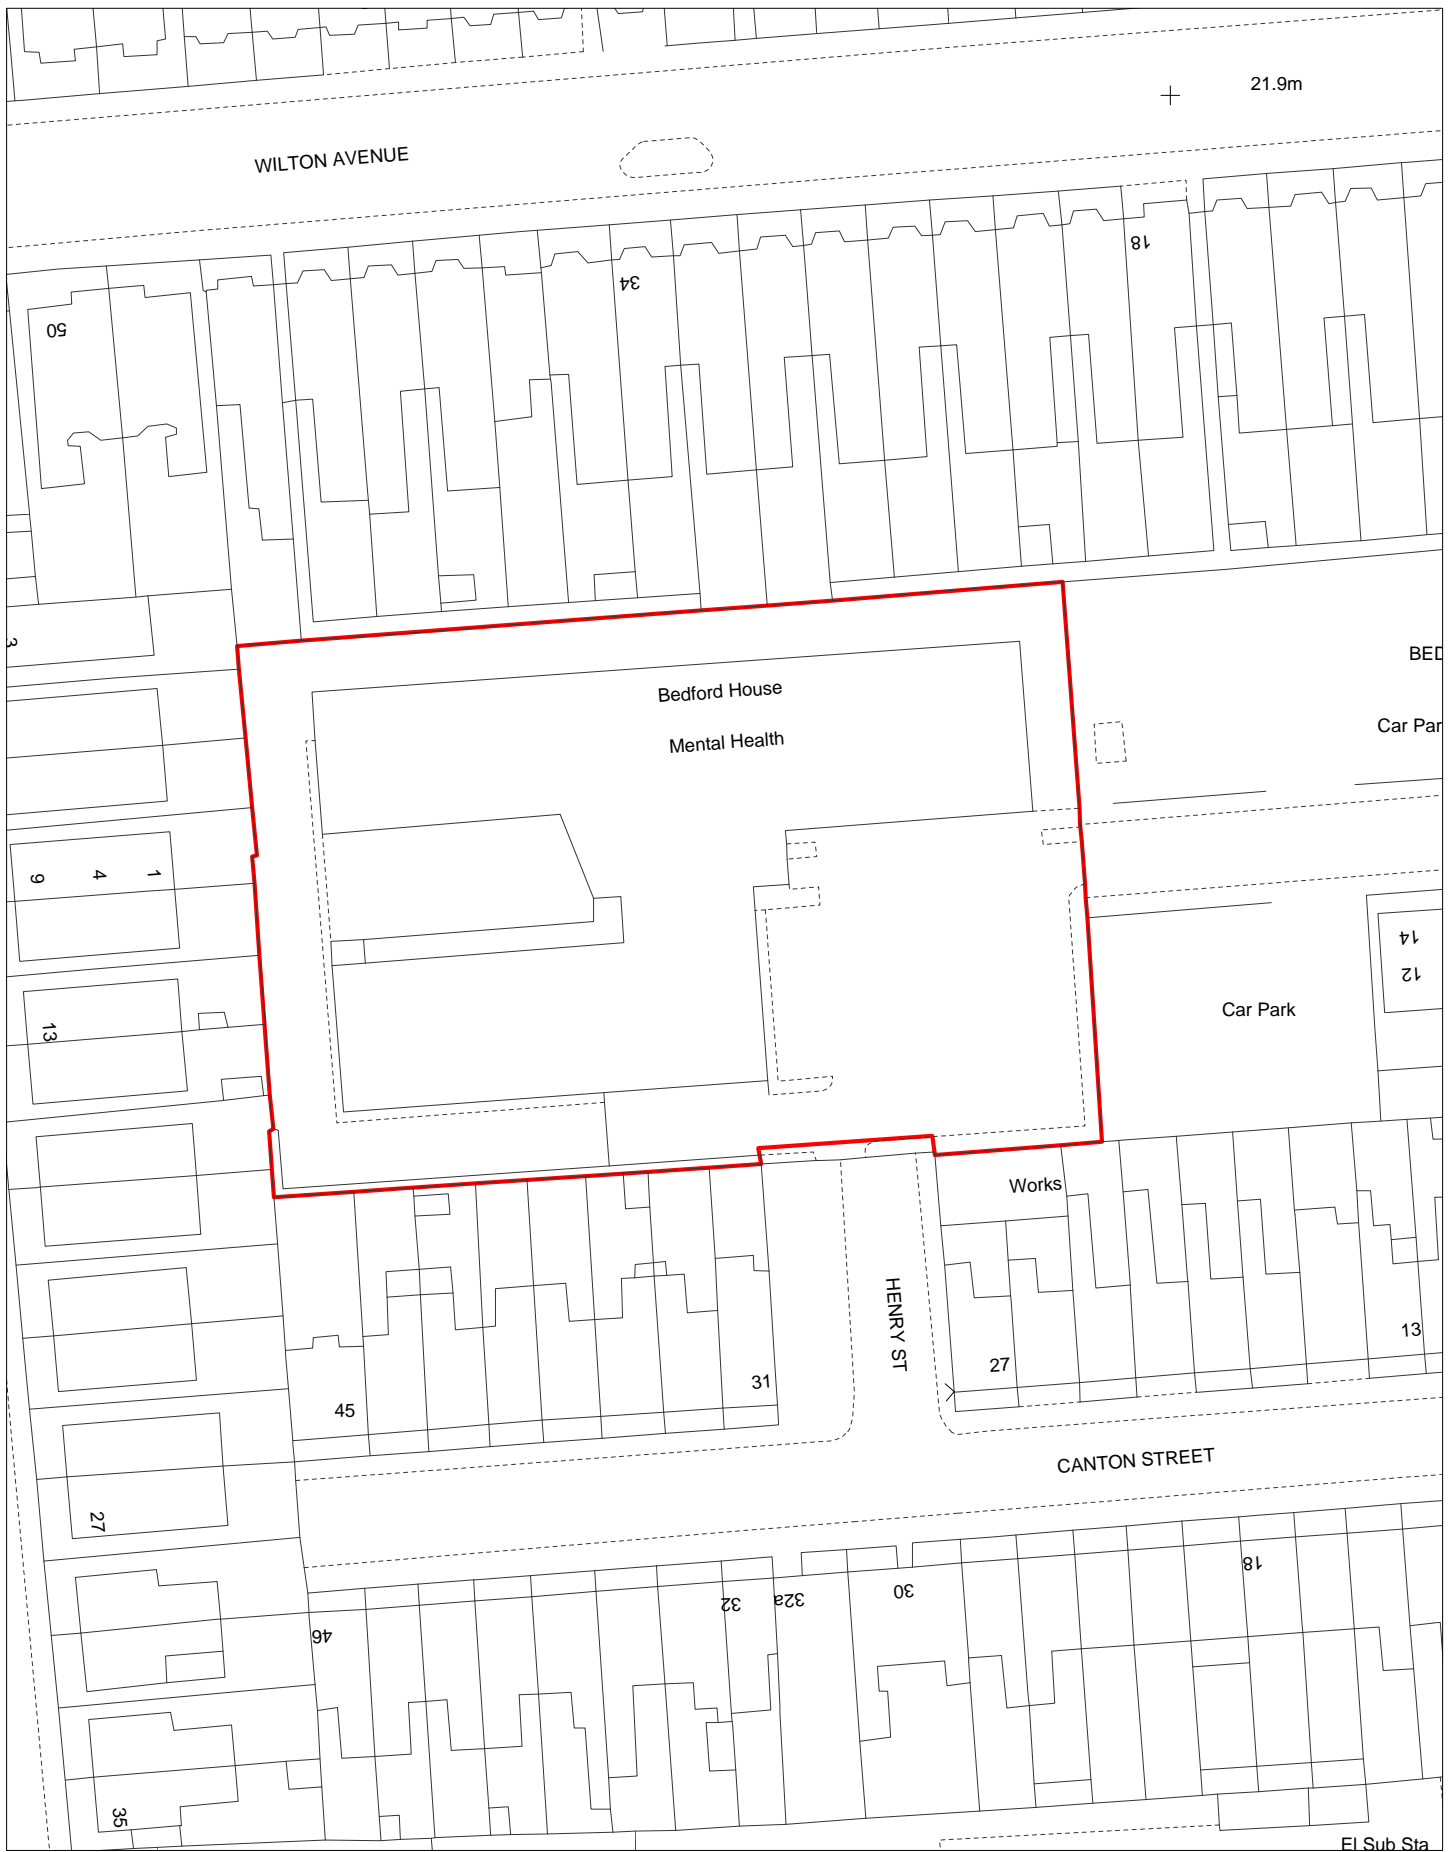 21.9m
WILTON AVENUE
18
34
50
3
BED
Bedford House
Car Par
Mental Health
9 4 1
14
12
Car Park
13
Works
HENRY ST
13
27
31
45
CANTON STREET
27
18
30
32a
32
46
35
El Sub Sta